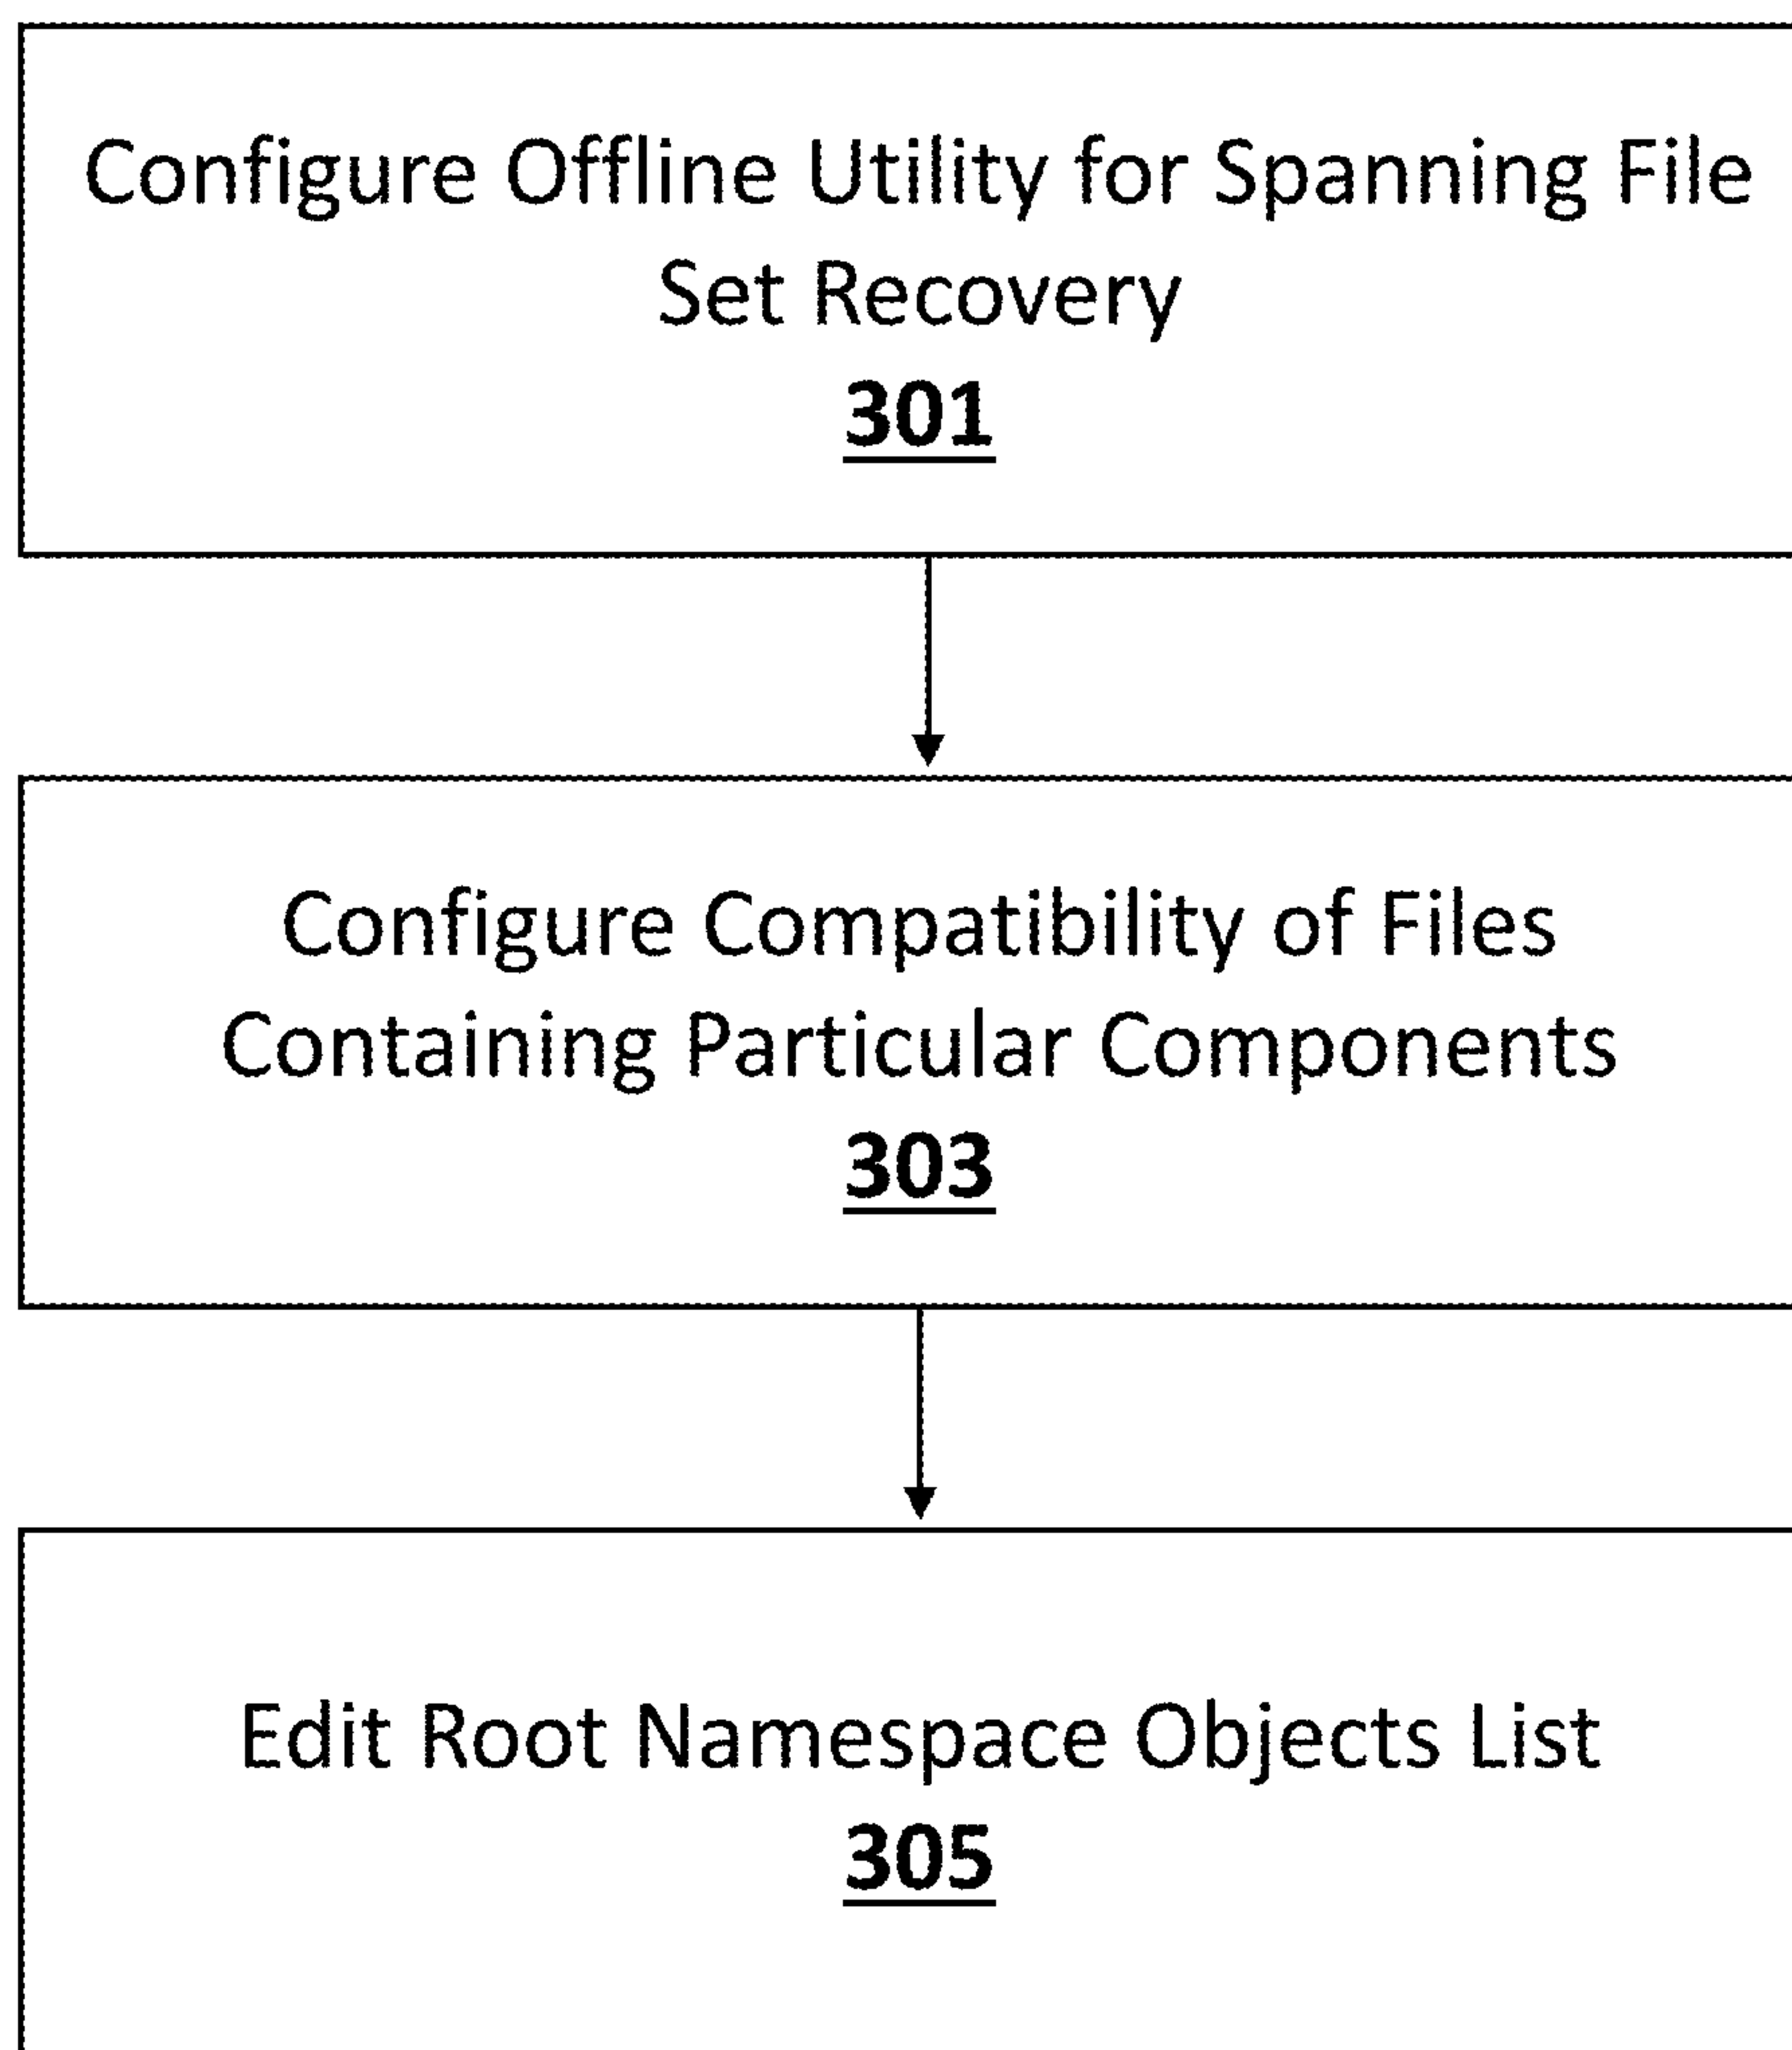 Configure Offline Utility for Spanning File
Set Recovery
301
Configure Compatibility of Files
Containing Particular Components
303
Edit Root Namespace Objects List
305